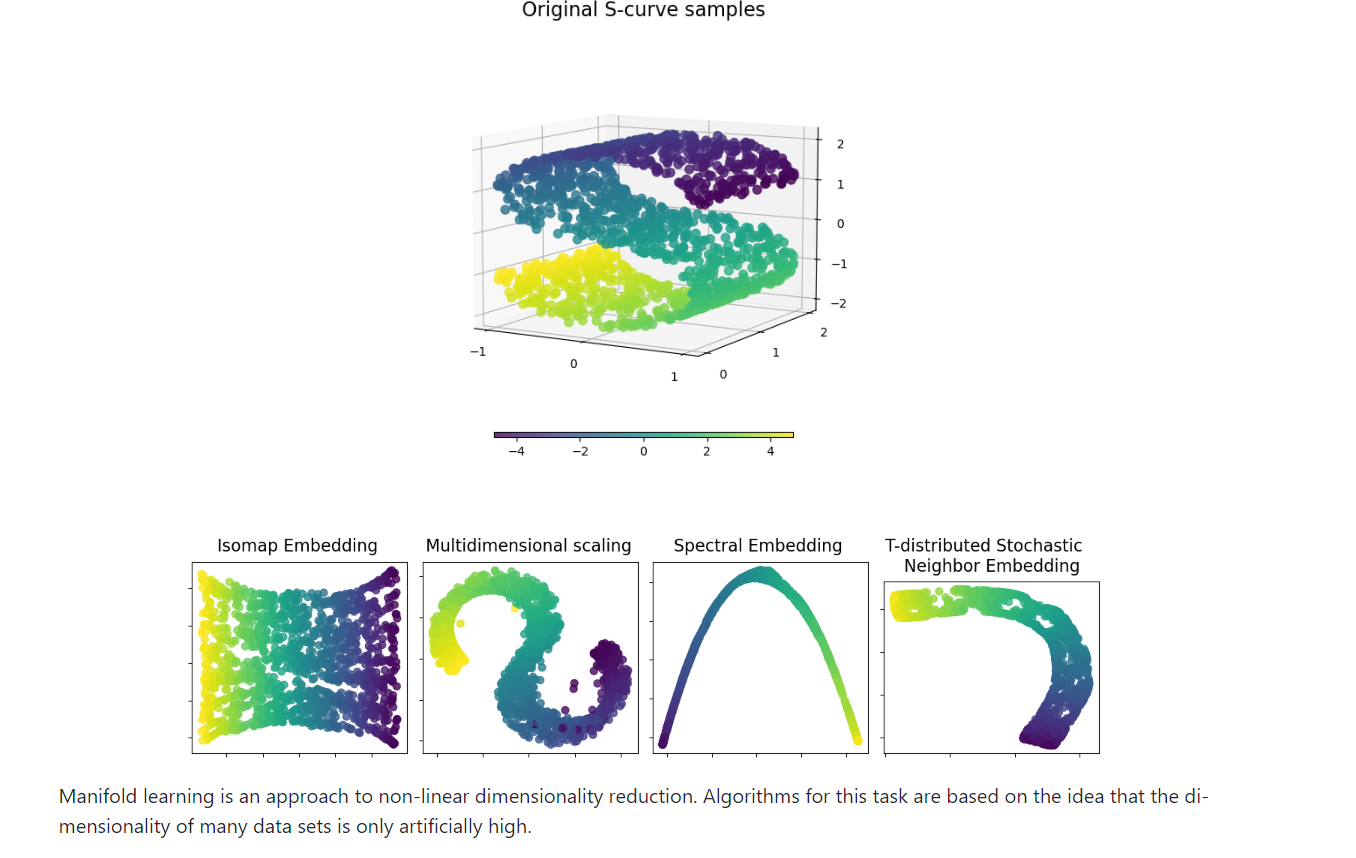 Original S-curve samples
2
1
0
−1
−2
2
1
0
−1
0
1
−4 −2 0 2 4
Isomap Embedding
Multidimensional scaling
Spectral Embedding
T-distributed Stochastic
Neighbor Embedding
Manifold learning is an approach to non-linear dimensionality reduction. Algorithms for this task are based on the idea that the di-
mensionality of many data sets is only artificially high.